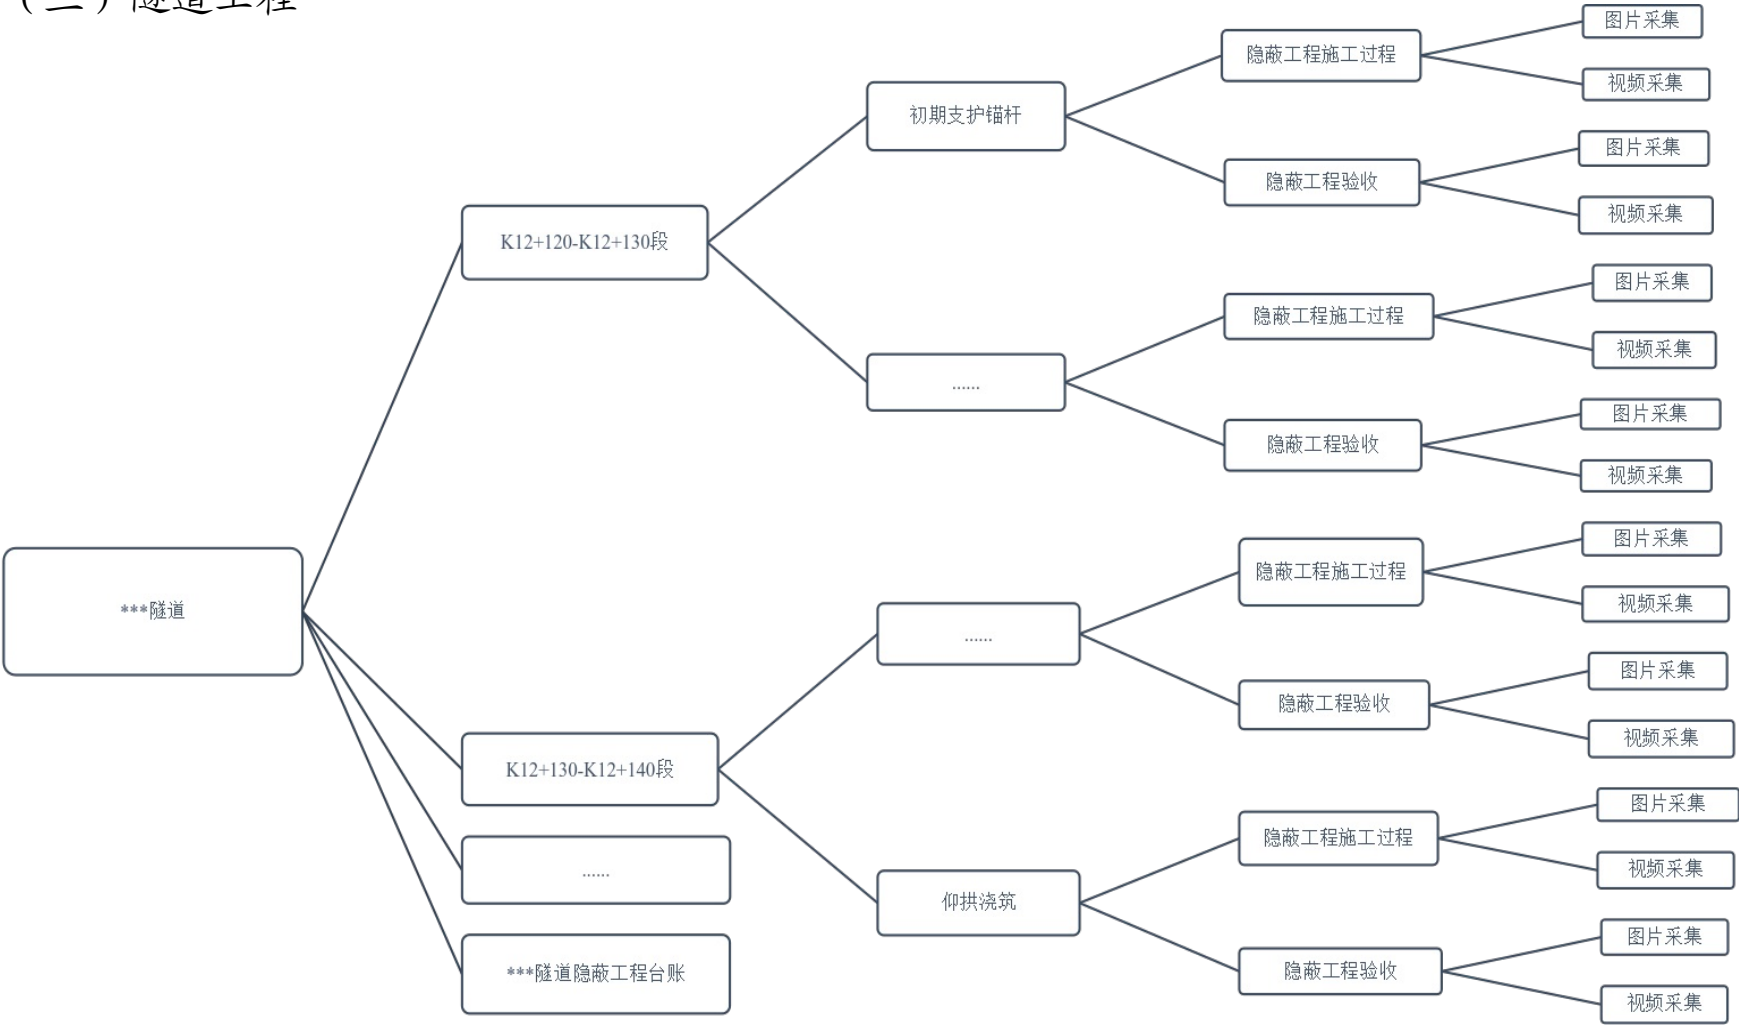 隧道工程
***隧道
K12+120-K12+130段
初期支护锚杆
隐蔽工程施工过程
图片采集
视频采集
隐蔽工程验收
图片采集
视频采集
......
隐蔽工程施工过程
图片采集
视频采集
隐蔽工程验收
图片采集
视频采集
K12+130-K12+140段
......
隐蔽工程施工过程
图片采集
视频采集
隐蔽工程验收
图片采集
视频采集
仰拱浇筑
隐蔽工程施工过程
图片采集
视频采集
隐蔽工程验收
图片采集
视频采集
......
***隧道隐蔽工程台账